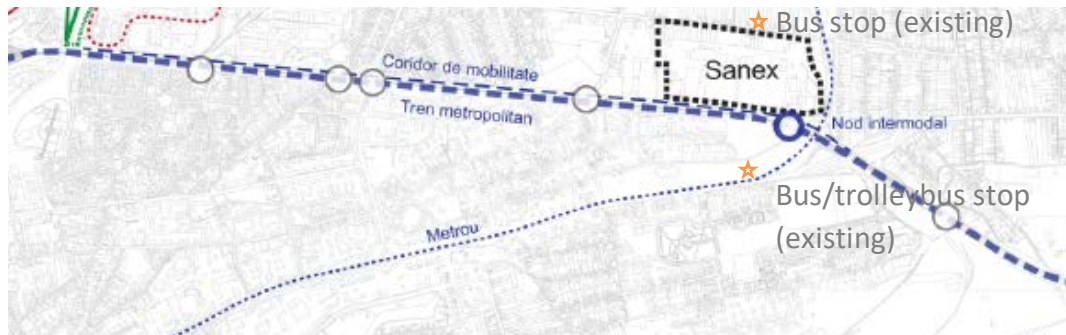 Bus stop (existing)
Coridor de mobilitate
Sanex
Tren metropolitan
Nod intermodal
Bus/trolleybus stop
(existing)
Metrou